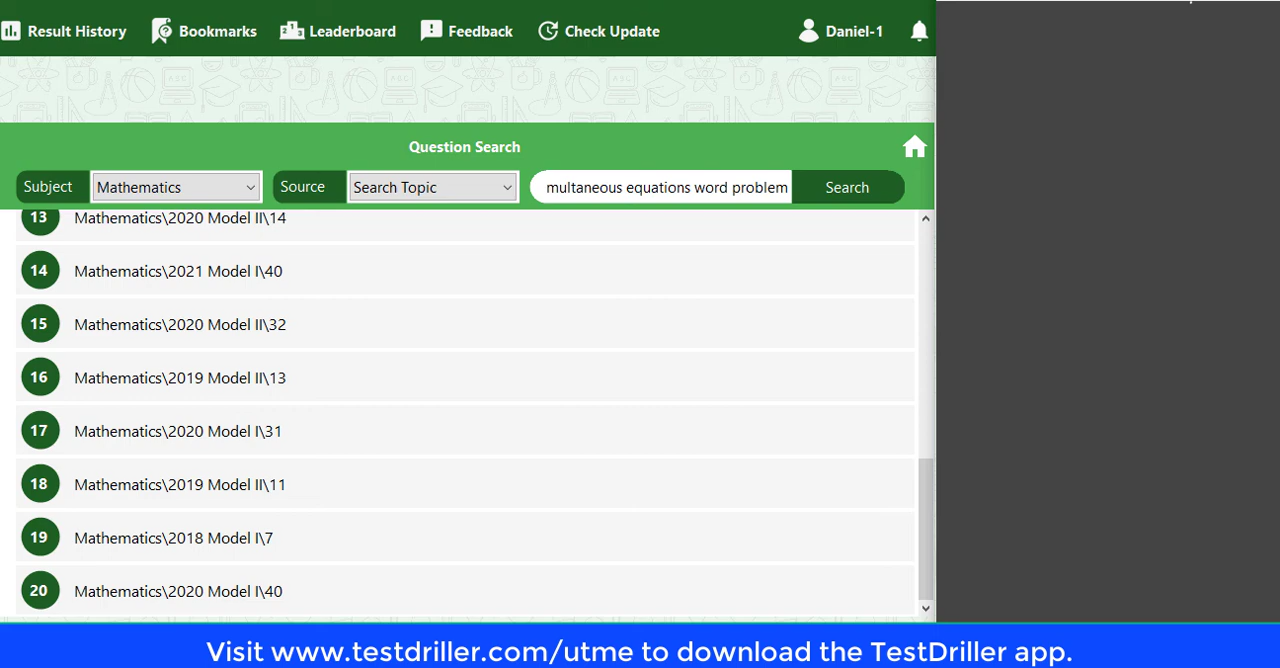 Result History Bookmarks Leaderboard Feedback Check Update Daniel-1
Question Search
Subject Mathematics Source Search Topic multaneous equations word problem Search
13 Mathematics\2020 Model II\14
14 Mathematics\2021 Model I\40
15 Mathematics\2020 Model II\32
16 Mathematics\2019 Model II\13
17 Mathematics\2020 Model I\31
18 Mathematics\2019 Model II\11
19 Mathematics\2018 Model I\7
20 Mathematics\2020 Model I\40
Visit www.testdriller.com/utme to download the TestDriller app.